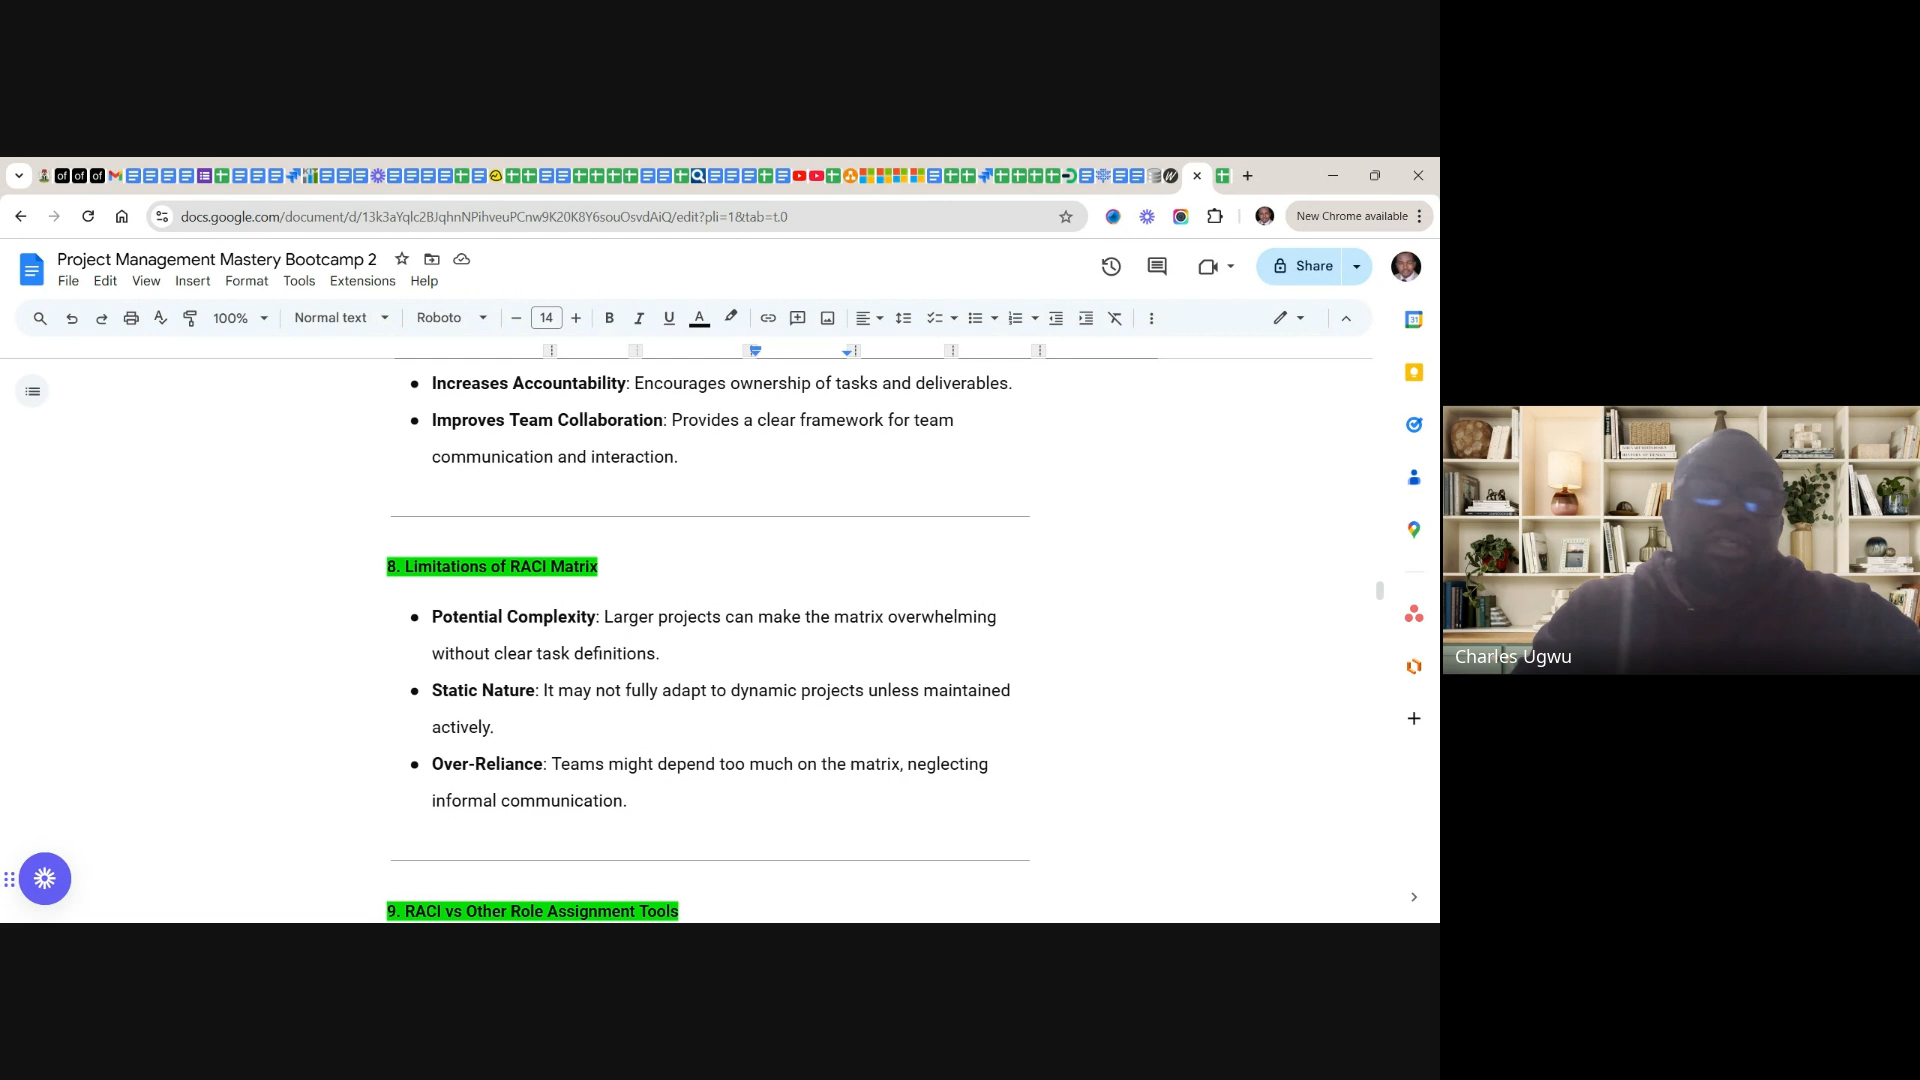 docs.google.com/document/d/13k3aYqlc2BJqhnNPihveuPCnw9K20K8Y6souOsvdAiQ/edit?pli=1&tab=t.0
New Chrome available
Project Management Mastery Bootcamp 2
Share
File Edit View Insert Format Tools Extensions Help
100% Normal text Roboto 14 B I U A
Increases Accountability: Encourages ownership of tasks and deliverables.
Improves Team Collaboration: Provides a clear framework for team
communication and interaction.
8. Limitations of RACI Matrix
Potential Complexity: Larger projects can make the matrix overwhelming
without clear task definitions.
Static Nature: It may not fully adapt to dynamic projects unless maintained
actively.
Over-Reliance: Teams might depend too much on the matrix, neglecting
informal communication.
9. RACI vs Other Role Assignment Tools
Charles Ugwu